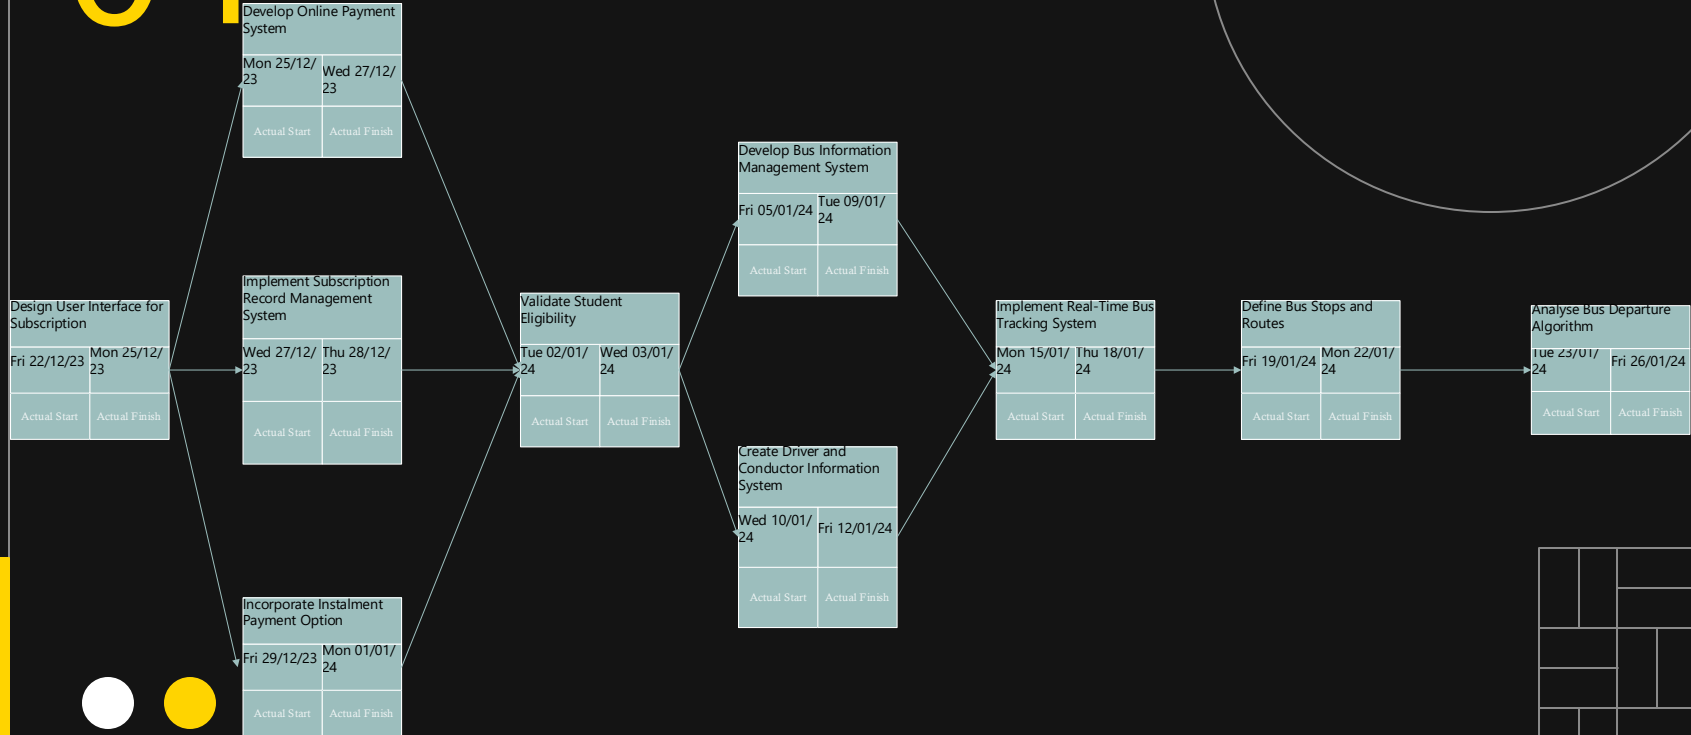 Develop Online Payment
System
Mon 25/12/
23
Wed 27/12/
23
Actual Start
Actual Finish
Design User Interface for
Subscription
Fri 22/12/23
Mon 25/12/
23
Actual Start
Actual Finish
Implement Subscription
Record Management
System
Wed 27/12/
23
Thu 28/12/
23
Actual Start
Actual Finish
Incorporate Instalment
Payment Option
Fri 29/12/23
Mon 01/01/
24
Actual Start
Actual Finish
Validate Student
Eligibility
Tue 02/01/
24
Wed 03/01/
24
Actual Start
Actual Finish
Develop Bus Information
Management System
Fri 05/01/24
Tue 09/01/
24
Actual Start
Actual Finish
Create Driver and
Conductor Information
System
Wed 10/01/
24
Fri 12/01/24
Actual Start
Actual Finish
Implement Real-Time Bus
Tracking System
Mon 15/01/
24
Thu 18/01/
24
Actual Start
Actual Finish
Define Bus Stops and
Routes
Fri 19/01/24
Mon 22/01/
24
Actual Start
Actual Finish
Analyse Bus Departure
Algorithm
Tue 23/01/
24
Fri 26/01/24
Actual Start
Actual Finish